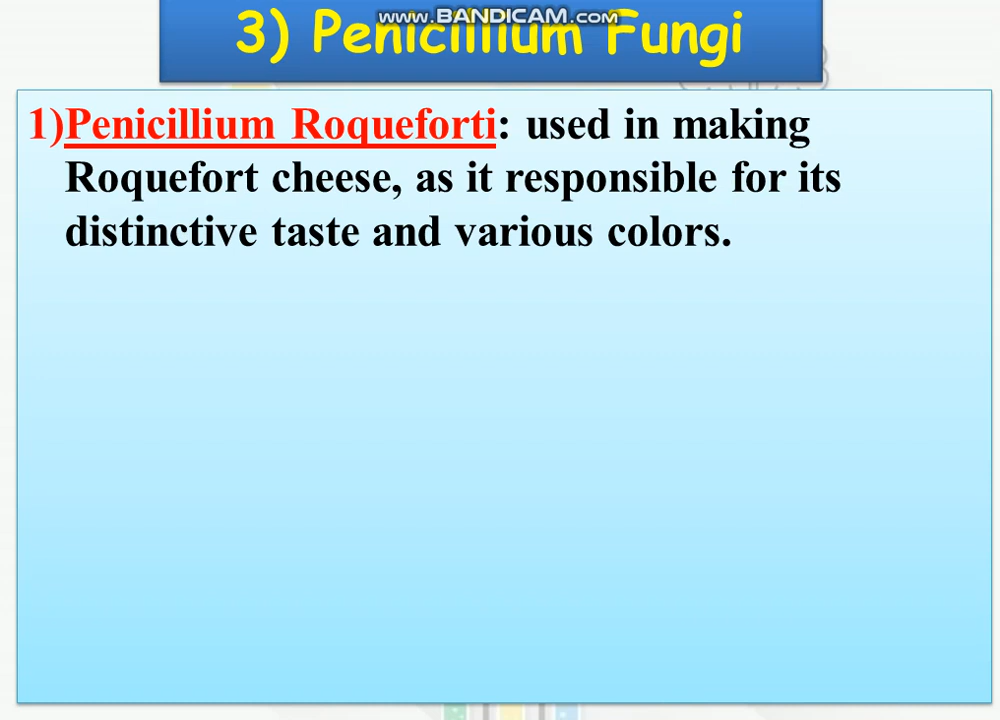 www.BANDICAM.com
3) Penicillium Fungi
1)Penicillium Roqueforti: used in making
Roquefort cheese, as it responsible for its
distinctive taste and various colors.